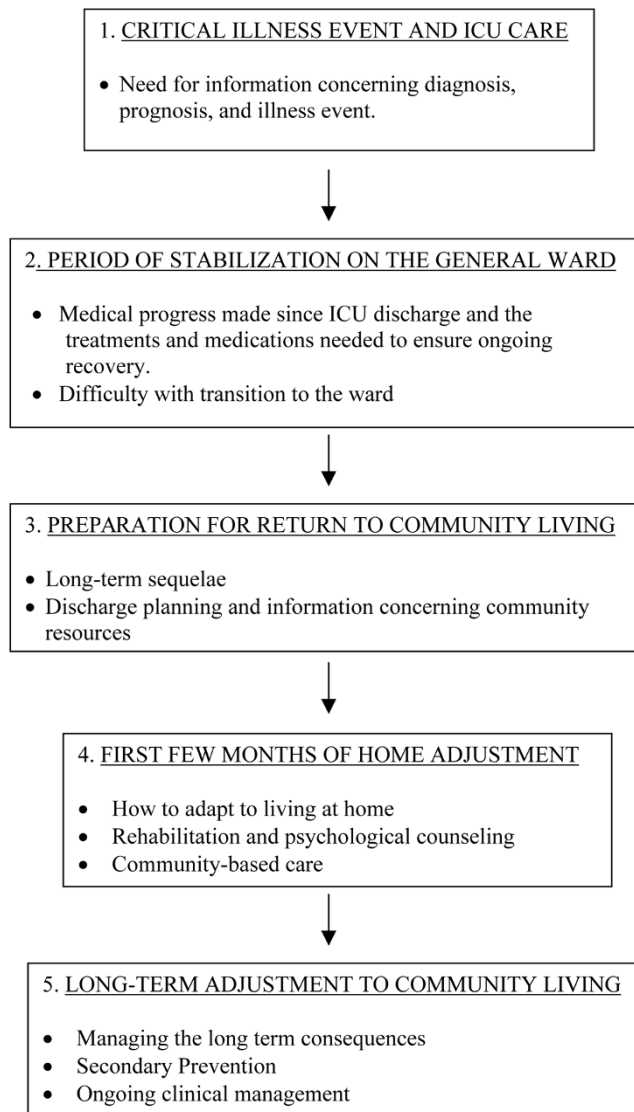 1. CRITICAL ILLNESS EVENT AND ICU CARE
• Need for information concerning diagnosis,
prognosis, and illness event.
2. PERIOD OF STABILIZATION ON THE GENERAL WARD
• Medical progress made since ICU discharge and the
treatments and medications needed to ensure ongoing
recovery.
• Difficulty with transition to the ward
3. PREPARATION FOR RETURN TO COMMUNITY LIVING
• Long-term sequelae
• Discharge planning and information concerning community
resources
4. FIRST FEW MONTHS OF HOME ADJUSTMENT
• How to adapt to living at home
• Rehabilitation and psychological counseling
• Community-based care
5. LONG-TERM ADJUSTMENT TO COMMUNITY LIVING
• Managing the long term consequences
• Secondary Prevention
• Ongoing clinical management